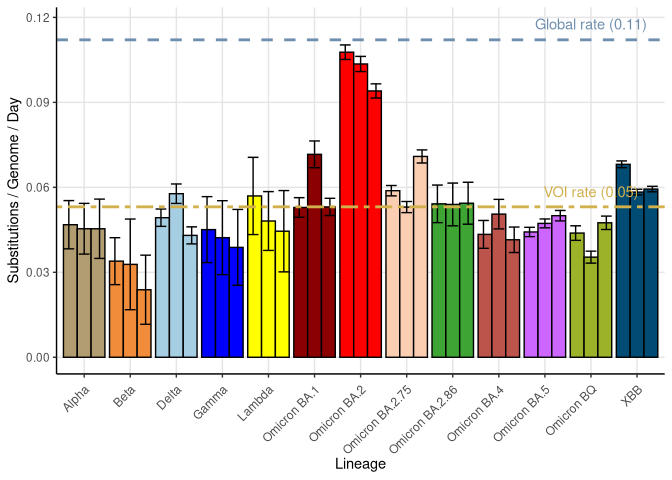 0.12
0.09
0.06
0.03
0.00
Substitutions / Genome / Day
Global rate (0.11)
VOI rate (0.05)
Alpha
Beta
Delta
Gamma
Lambda
Omicron BA.1
Omicron BA.2
Omicron BA.2.75
Omicron BA.2.86
Omicron BA.4
Omicron BA.5
Omicron BQ
XBB
Lineage